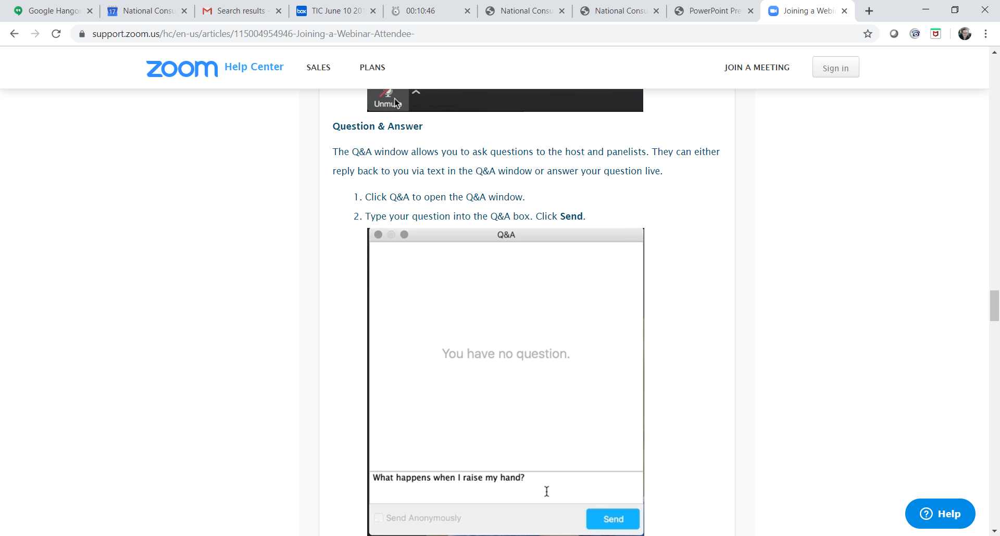 Google Hango
National Consu
Search results -
box TIC June 10 201
00:10:46
National Consu
National Consu
PowerPoint Pre
Joining a Webi
support.zoom.us/hc/en-us/articles/115004954946-Joining-a-Webinar-Attendee-
zoom Help Center SALES PLANS JOIN A MEETING Sign in
Unmute
Question & Answer
The Q&A window allows you to ask questions to the host and panelists. They can either
reply back to you via text in the Q&A window or answer your question live.
1. Click Q&A to open the Q&A window.
2. Type your question into the Q&A box. Click Send.
Q&A
You have no question.
What happens when I raise my hand?
Send Anonymously Send
Help